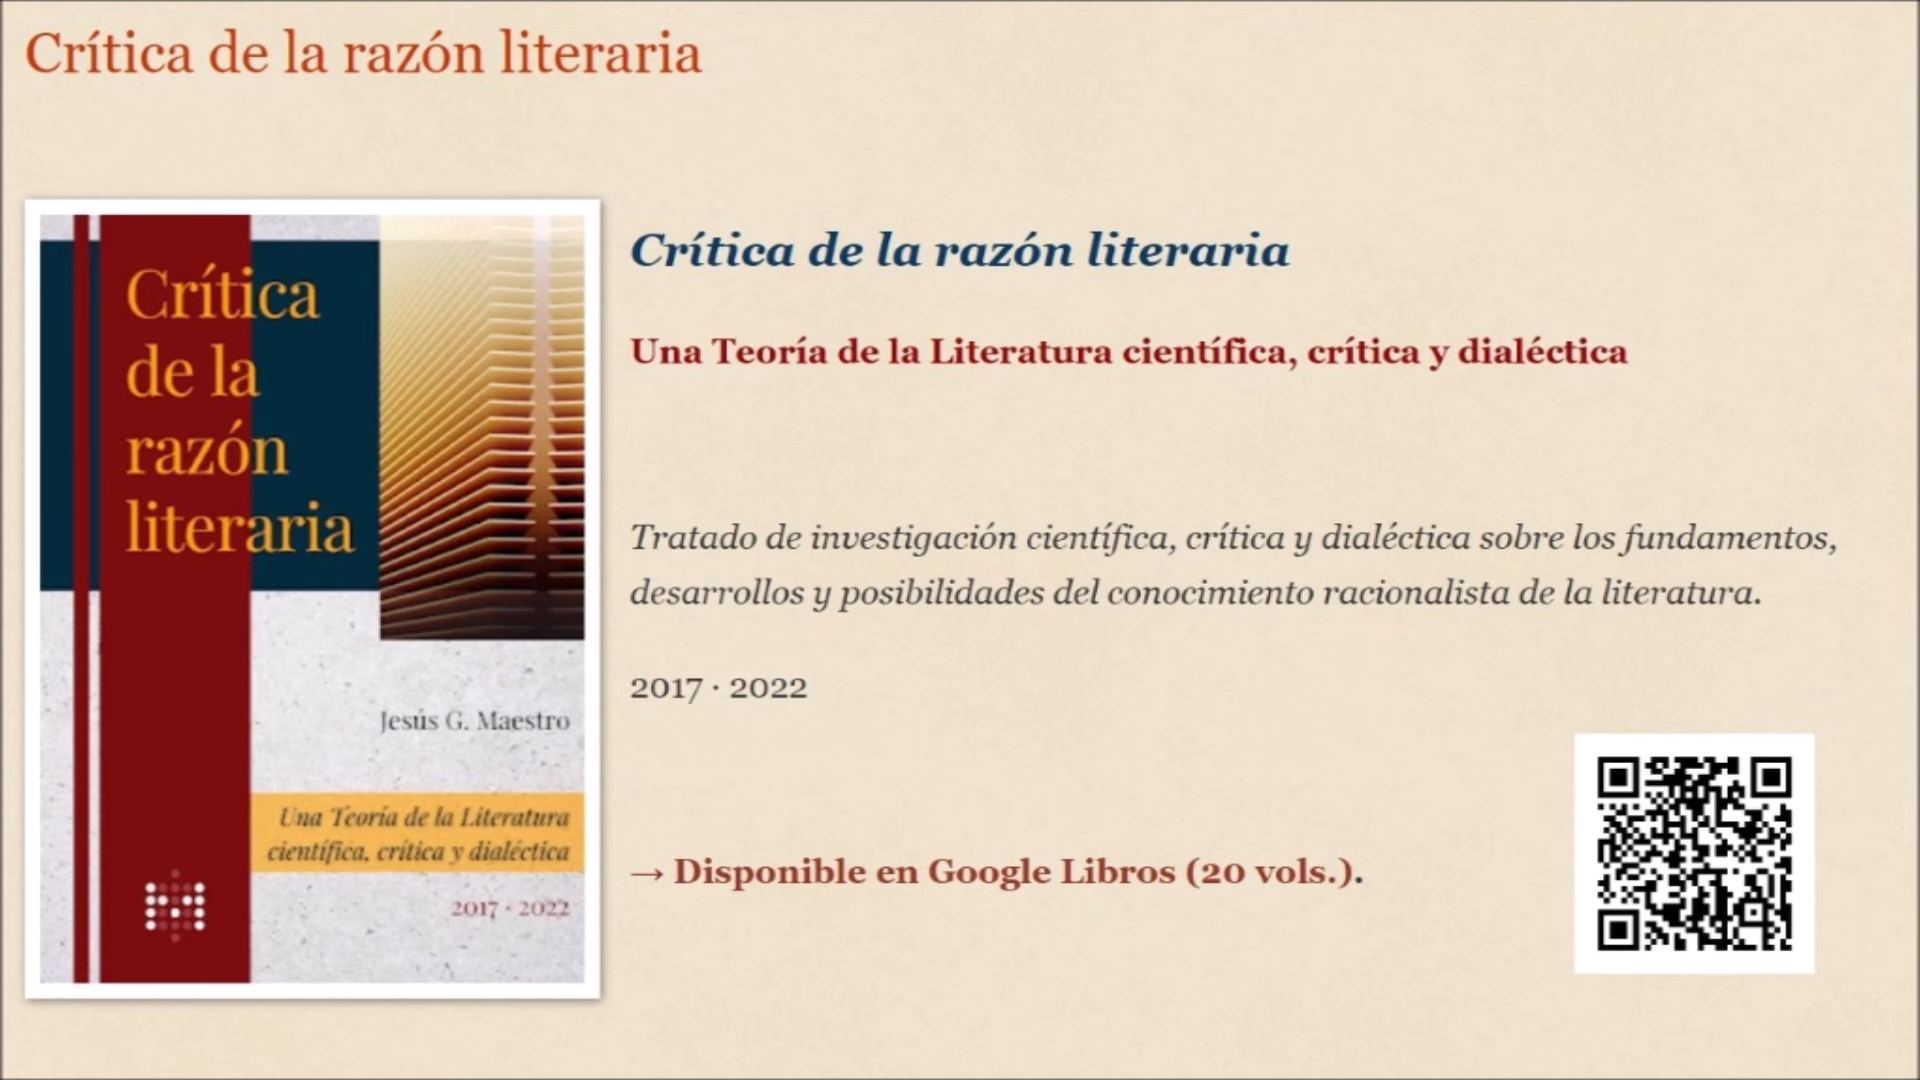 Crítica de la razón literaria
Crítica
de la
razón
literaria
Jesús G. Maestro
Una Teoría de la Literatura
científica, crítica y dialéctica
2017 · 2022
Crítica de la razón literaria
Una Teoría de la Literatura científica, crítica y dialéctica
Tratado de investigación científica, crítica y dialéctica sobre los fundamentos,
desarrollos y posibilidades del conocimiento racionalista de la literatura.
2017 · 2022
→ Disponible en Google Libros (20 vols.).